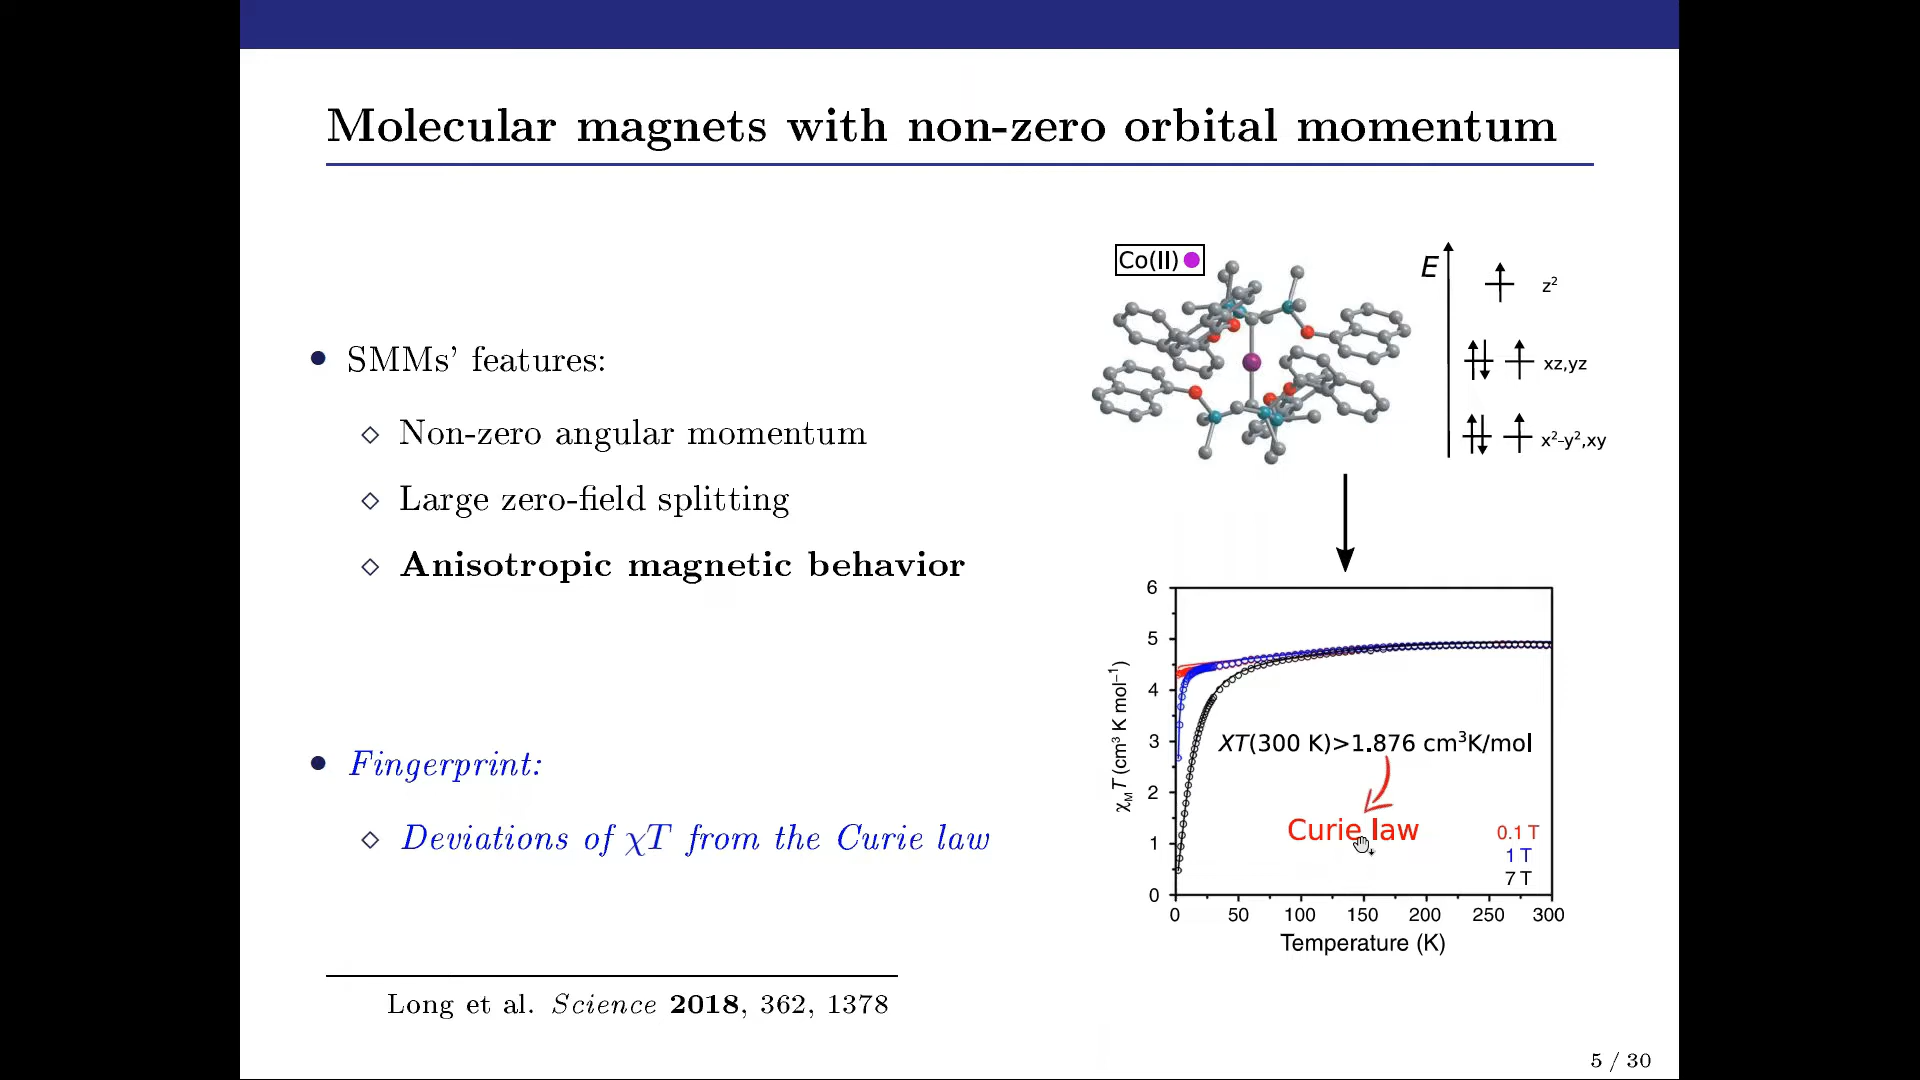 Molecular magnets with non-zero orbital momentum
SMMs' features:
Non-zero angular momentum
Large zero-field splitting
Anisotropic magnetic behavior
Fingerprint:
Deviations of χT from the Curie law
Long et al. Science 2018, 362, 1378
Co(II)
E
z²
xz,yz
x²-y²,xy
6
5
4
3
2
1
0
χM T (cm³ K mol⁻¹)
XT(300 K)>1.876 cm³K/mol
Curie law
0.1 T
1 T
7 T
0 50 100 150 200 250 300
Temperature (K)
5 / 30